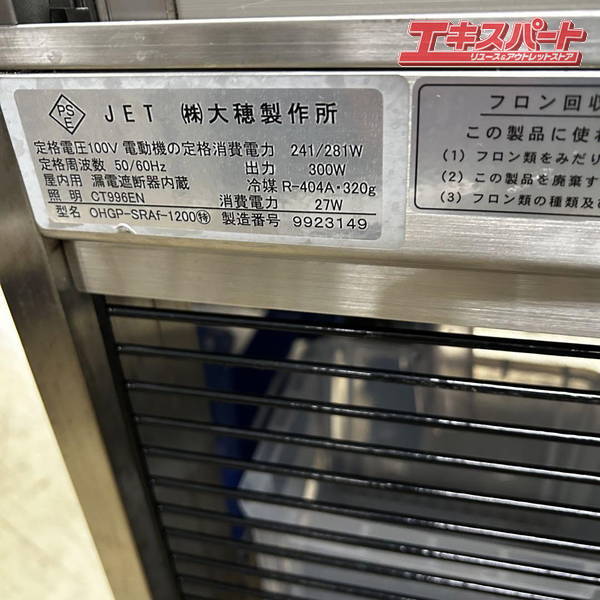 エキスパート
リユース&アウトレットストア
PS
E JET ㈱大穂製作所
定格電圧100V 電動機の定格消費電力 241/281W
定格周波数 50/60Hz 出力 300W
屋内用 漏電遮断器内蔵 冷媒 R-404A·320g
照明 CT996EN 消費電力 27W
型名 OHGP-SRAf-1200㊕ 製造番号 9923149
フロン回収
この製品に使
(1) フロン類をみだり
(2) この製品を廃棄す
(3) フロン類の種類及び